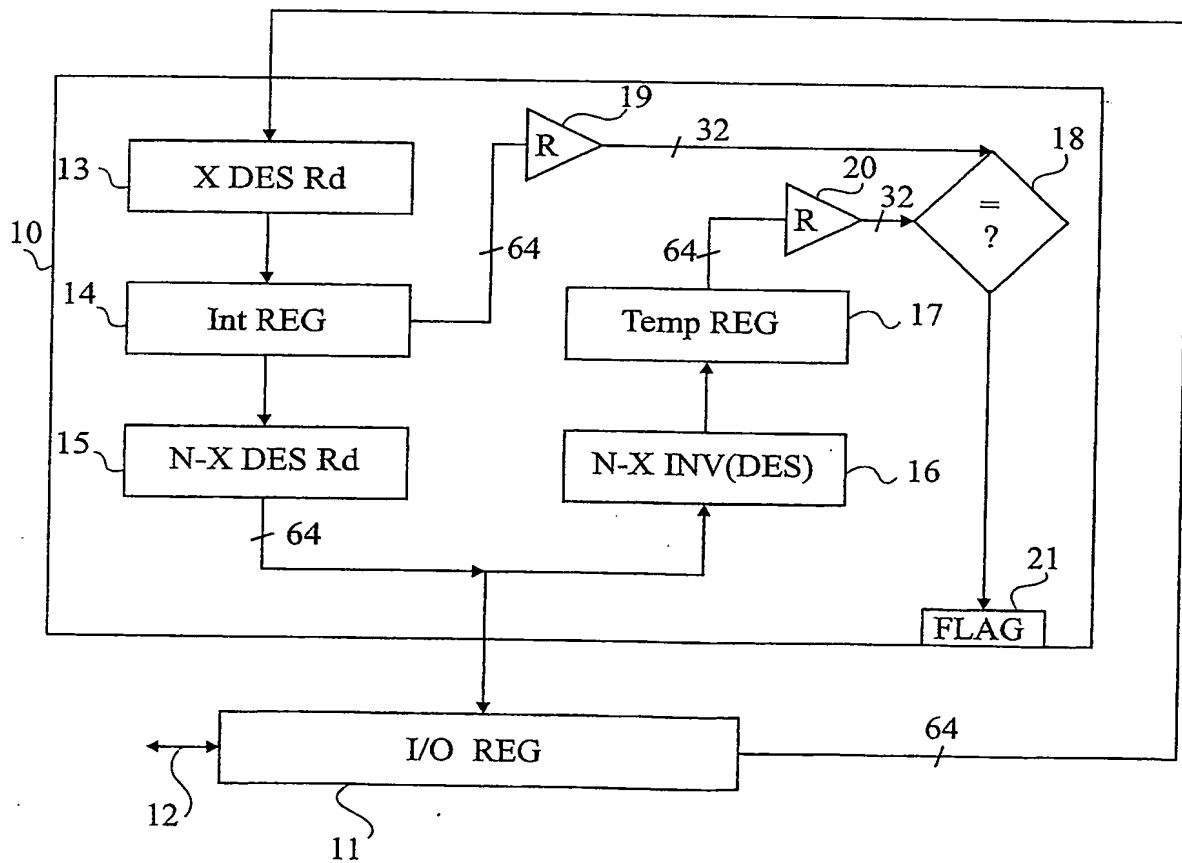 19
13
X DES Rd
R
32
18
20
10
R
32
=
?
64
64
14
Int REG
Temp REG
17
15
N-X DES Rd
N-X INV(DES)
16
64
21
FLAG
I/O REG
64
12
11